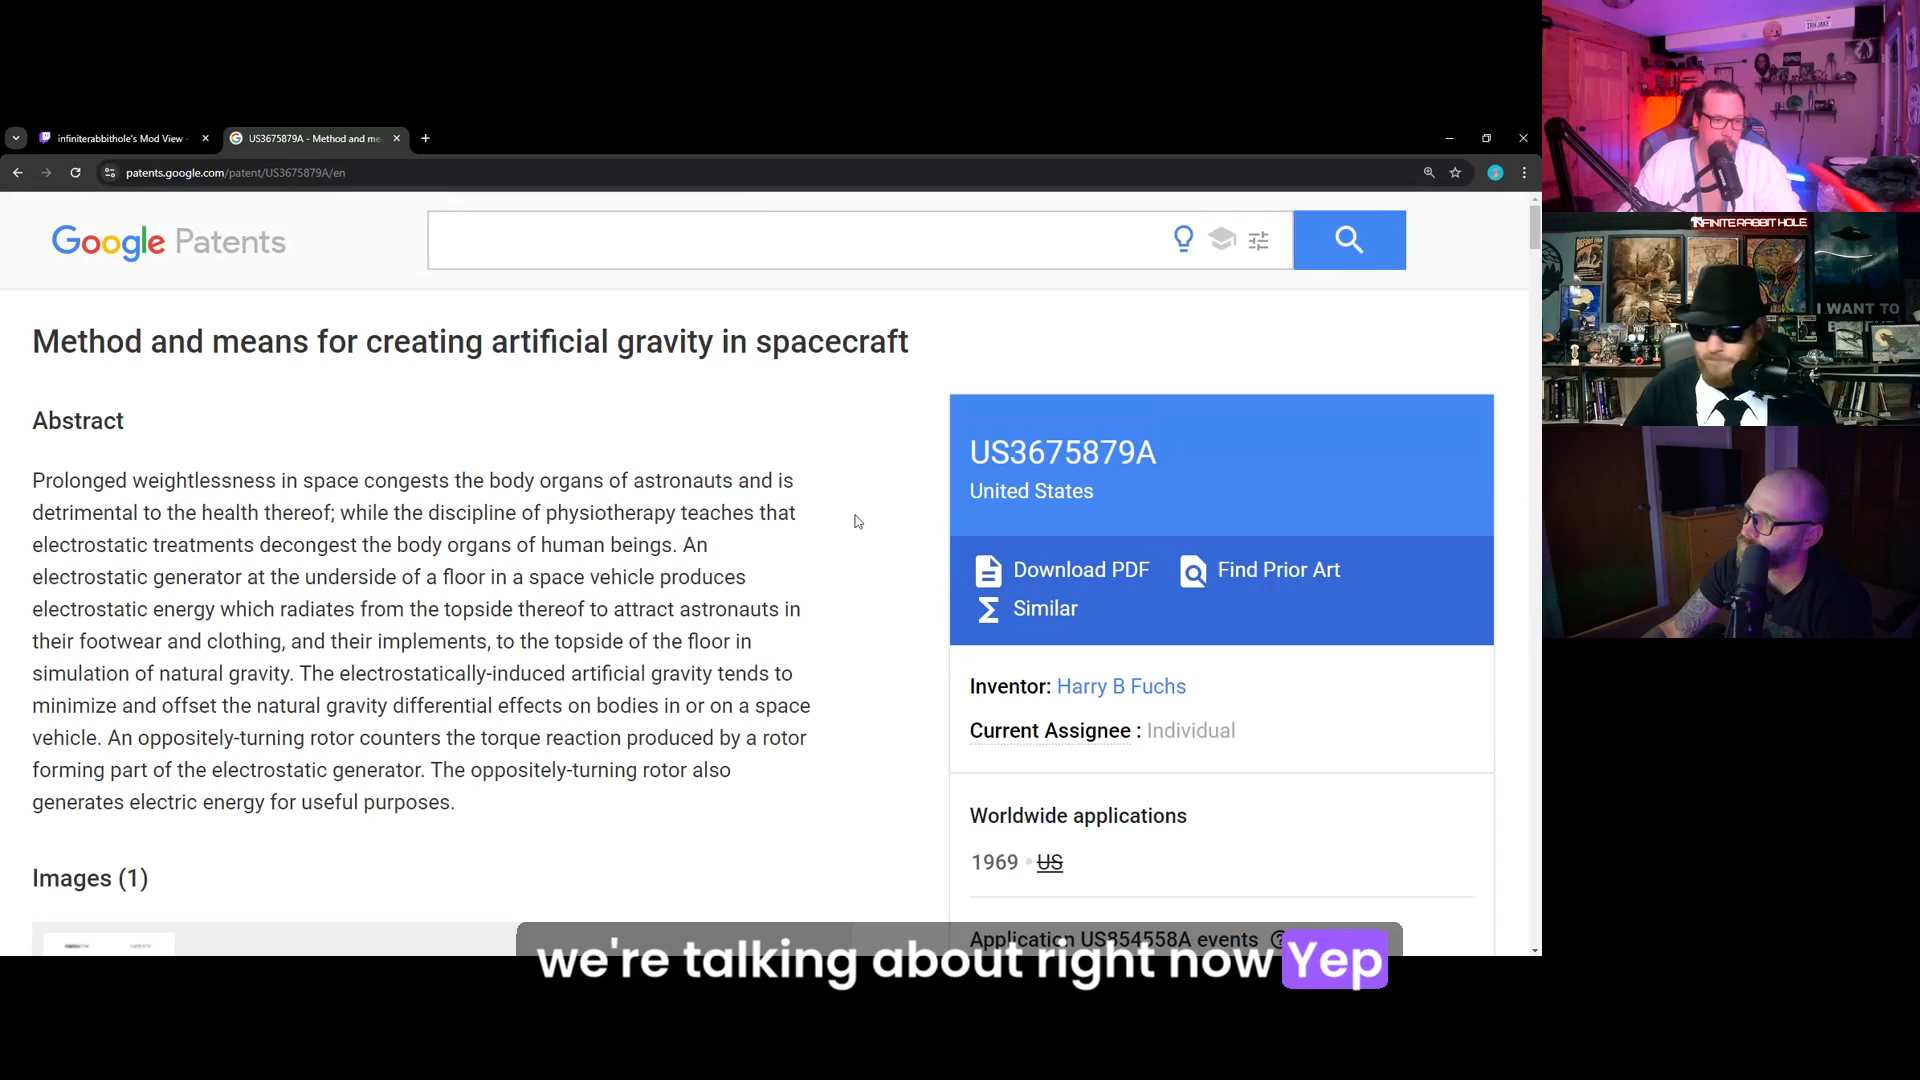 infiniterabbithole's Mod View -
US3675879A - Method and me
patents.google.com/patent/US3675879A/en
Google Patents
Method and means for creating artificial gravity in spacecraft
Abstract
Prolonged weightlessness in space congests the body organs of astronauts and is
detrimental to the health thereof; while the discipline of physiotherapy teaches that
electrostatic treatments decongest the body organs of human beings. An
electrostatic generator at the underside of a floor in a space vehicle produces
electrostatic energy which radiates from the topside thereof to attract astronauts in
their footwear and clothing, and their implements, to the topside of the floor in
simulation of natural gravity. The electrostatically-induced artificial gravity tends to
minimize and offset the natural gravity differential effects on bodies in or on a space
vehicle. An oppositely-turning rotor counters the torque reaction produced by a rotor
forming part of the electrostatic generator. The oppositely-turning rotor also
generates electric energy for useful purposes.
Images (1)
US3675879A
United States
Download PDF
Find Prior Art
Similar
Inventor: Harry B Fuchs
Current Assignee : Individual
Worldwide applications
1969 US
Application US854558A events
we're talking about right now Yep
INFINITE RABBIT HOLE
I WANT TO